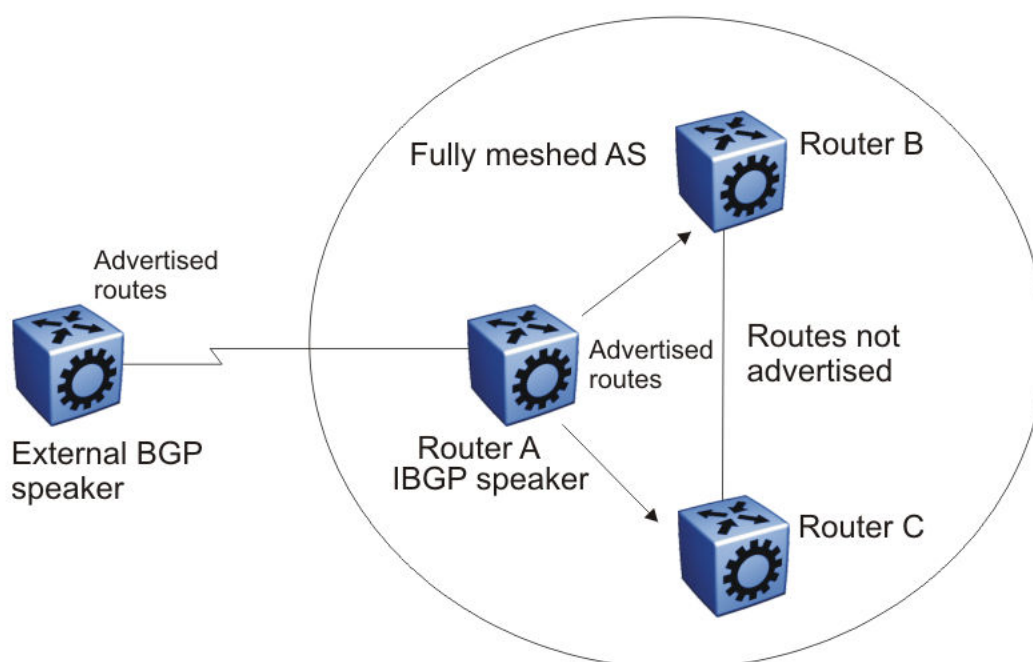 Fully meshed AS
Router B
Advertised
routes
Advertised
routes
Routes not
advertised
External BGP
speaker
Router A
IBGP speaker
Router C